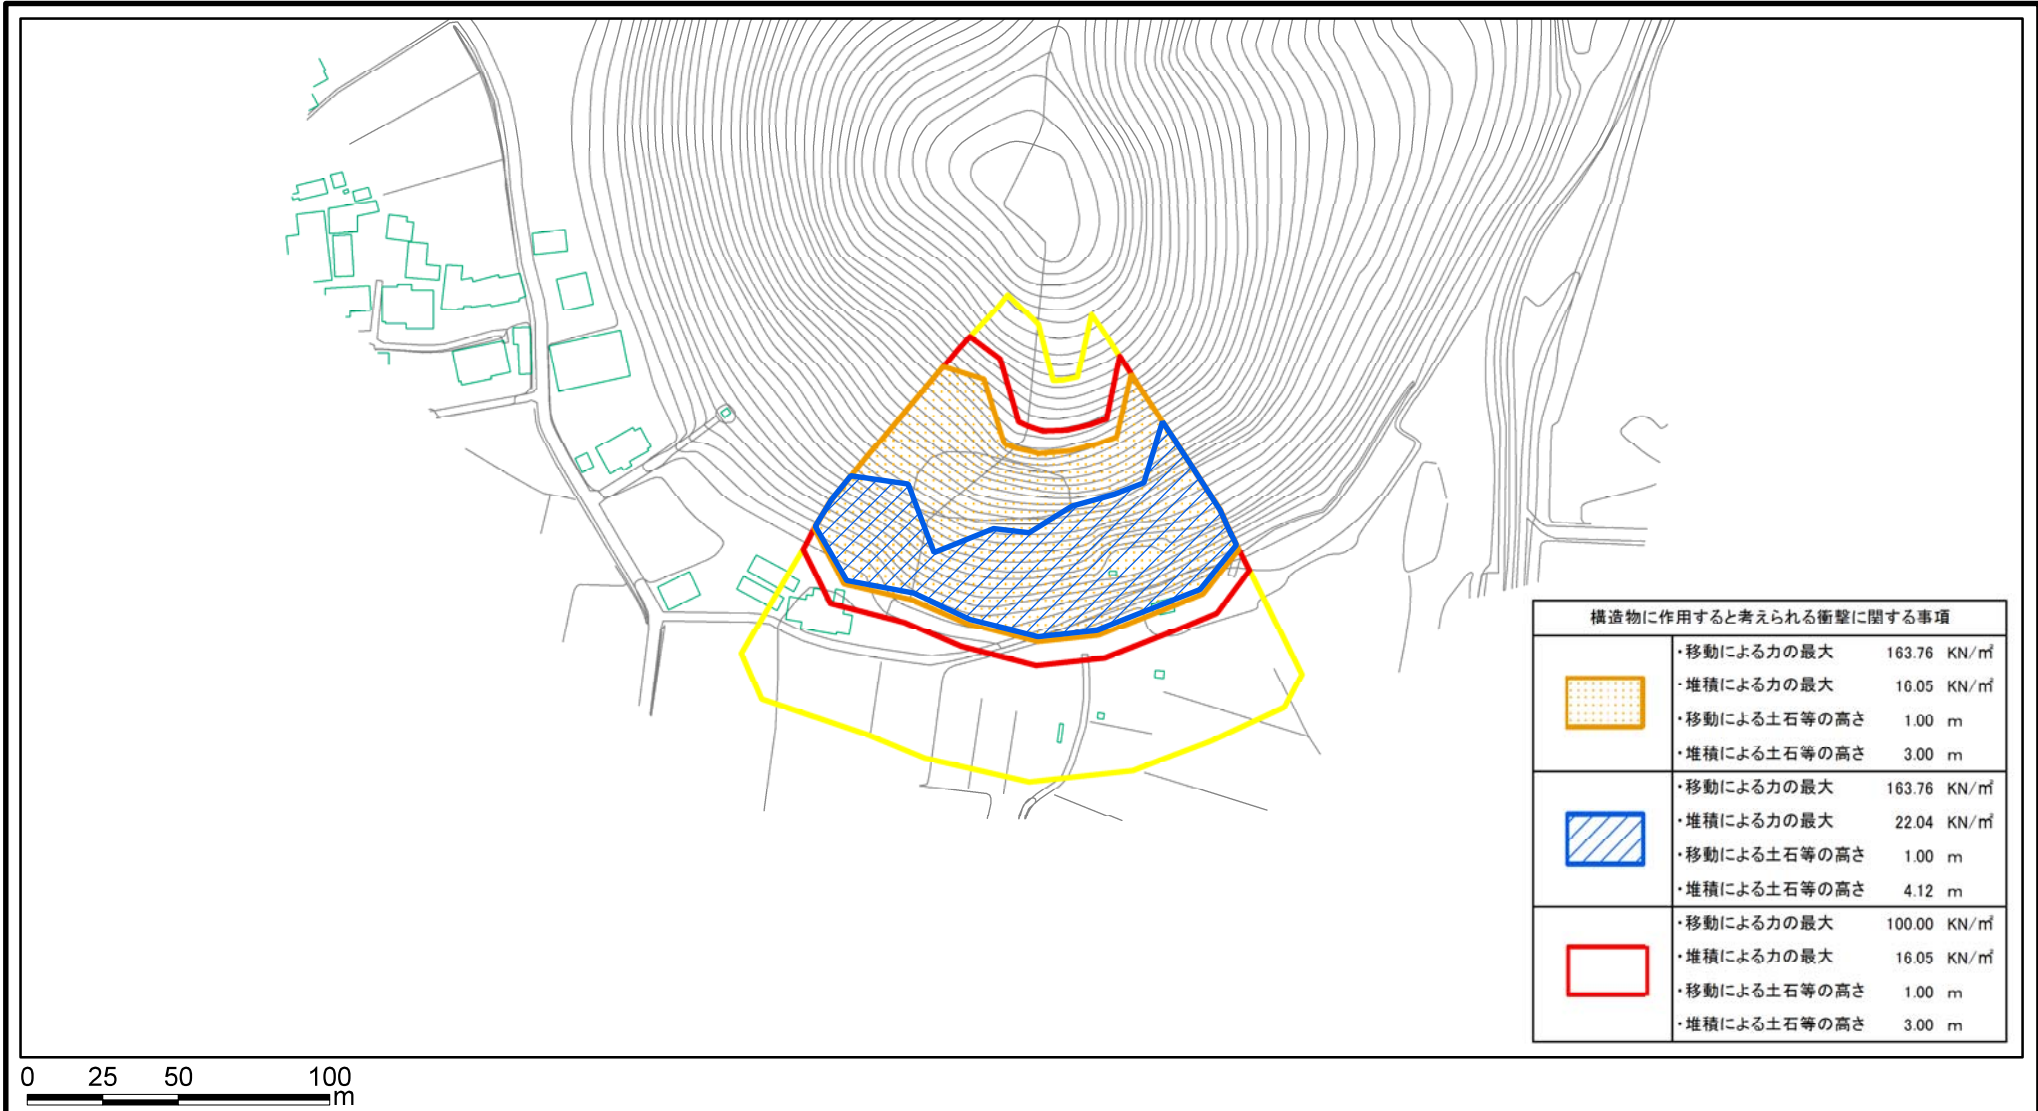 構造物に作用すると考えられる衝撃に関する事項
・移動による力の最大 163.76 KN/㎡
・堆積による力の最大 16.05 KN/㎡
・移動による土石等の高さ 1.00 m
・堆積による土石等の高さ 3.00 m
・移動による力の最大 163.76 KN/㎡
・堆積による力の最大 22.04 KN/㎡
・移動による土石等の高さ 1.00 m
・堆積による土石等の高さ 4.12 m
・移動による力の最大 100.00 KN/㎡
・堆積による力の最大 16.05 KN/㎡
・移動による土石等の高さ 1.00 m
・堆積による土石等の高さ 3.00 m
0 25 50 100
m